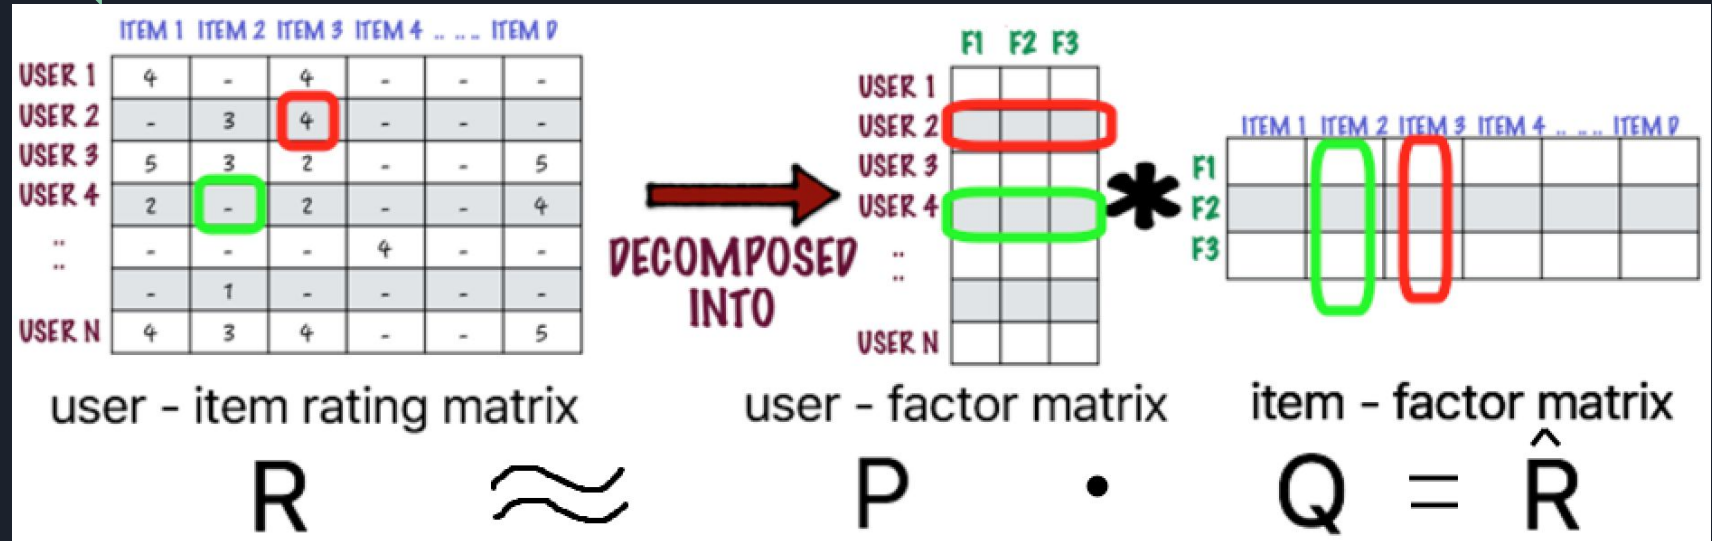 ITEM 1 ITEM 2 ITEM 3 ITEM 4 .. .. .. ITEM D
USER 1 4 - 4 - - -
USER 2 - 3 4 - - -
USER 3 5 3 2 - - 5
USER 4 2 - 2 - - 4
:: - - - 4 - -
- 1 - - - -
USER N 4 3 4 - - 5
user - item rating matrix
DECOMPOSED
INTO
F1 F2 F3
USER 1
USER 2
USER 3
USER 4
::
USER N
user - factor matrix
*
ITEM 1 ITEM 2 ITEM 3 ITEM 4 .. .. .. ITEM D
F1
F2
F3
item - factor matrix
R ≈ P • Q = R̂